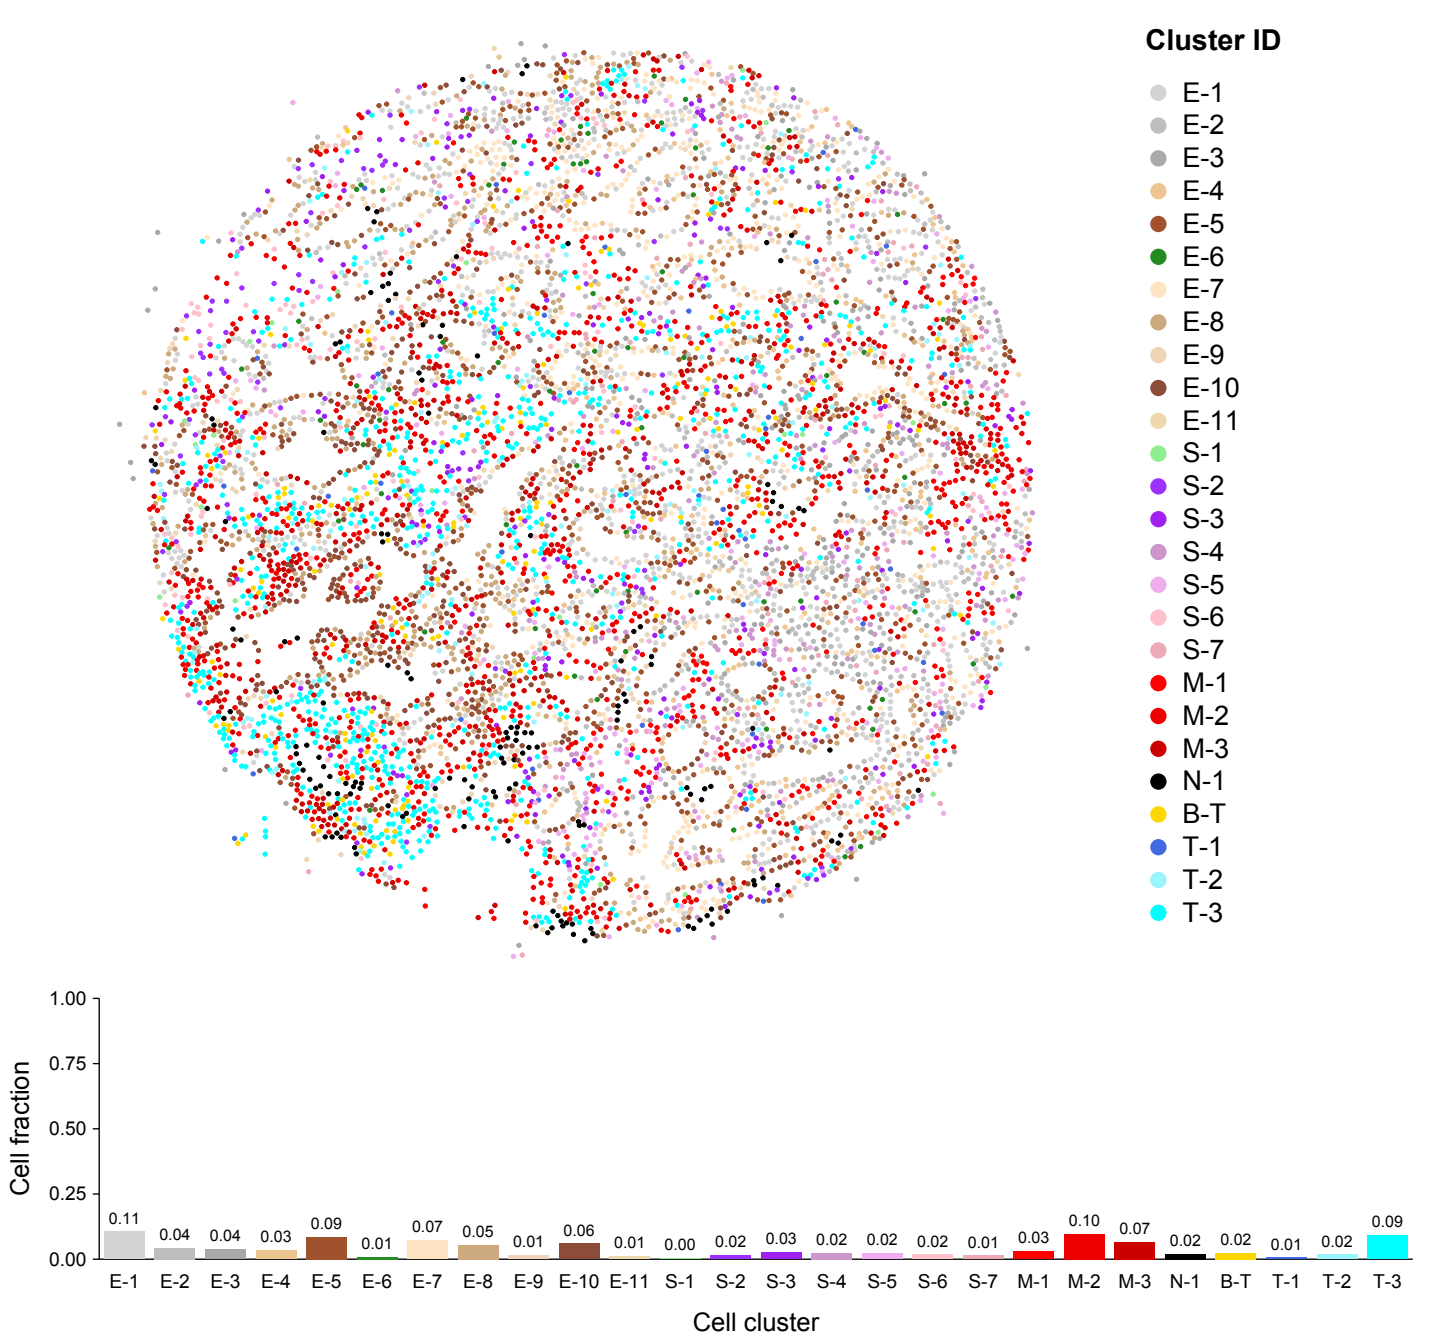 Cluster ID
E-1
E-2
E-3
E-4
E-5
E-6
E-7
E-8
E-9
E-10
E-11
S-1
S-2
S-3
S-4
S-5
S-6
S-7
M-1
M-2
M-3
N-1
B-T
T-1
T-2
T-3
1.00
0.75
0.50
0.25
0.00
Cell fraction
0.11 0.04 0.04 0.03 0.09 0.01 0.07 0.05 0.01 0.06 0.01 0.00 0.02 0.03 0.02 0.02 0.02 0.01 0.03 0.10 0.07 0.02 0.02 0.01 0.02 0.09
E-1 E-2 E-3 E-4 E-5 E-6 E-7 E-8 E-9 E-10 E-11 S-1 S-2 S-3 S-4 S-5 S-6 S-7 M-1 M-2 M-3 N-1 B-T T-1 T-2 T-3
Cell cluster